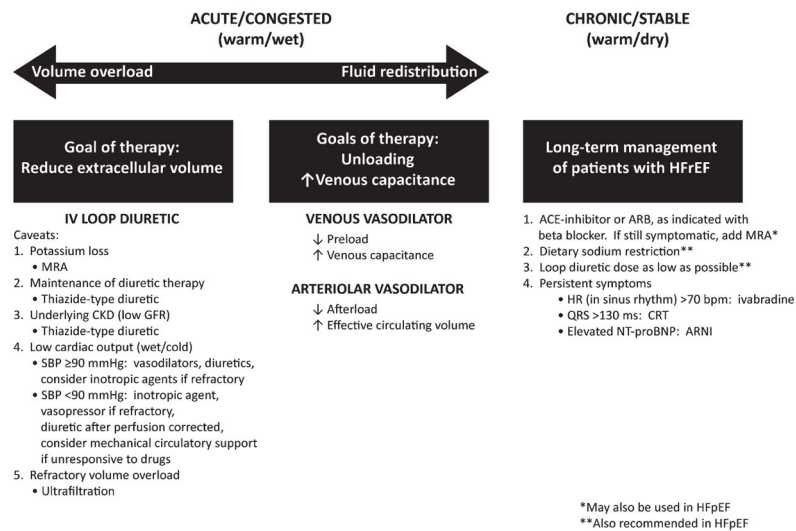 ACUTE/CONGESTED
(warm/wet)
CHRONIC/STABLE
(warm/dry)
Volume overload
Fluid redistribution
Goal of therapy:
Reduce extracellular volume
IV LOOP DIURETIC
Caveats:
1. Potassium loss
• MRA
2. Maintenance of diuretic therapy
• Thiazide-type diuretic
3. Underlying CKD (low GFR)
• Thiazide-type diuretic
4. Low cardiac output (wet/cold)
• SBP ≥90 mmHg: vasodilators, diuretics,
consider inotropic agents if refractory
• SBP <90 mmHg: inotropic agent,
vasopressor if refractory,
diuretic after perfusion corrected,
consider mechanical circulatory support
if unresponsive to drugs
5. Refractory volume overload
• Ultrafiltration
Goals of therapy:
Unloading
↑Venous capacitance
VENOUS VASODILATOR
↓ Preload
↑ Venous capacitance
ARTERIOLAR VASODILATOR
↓ Afterload
↑ Effective circulating volume
Long-term management
of patients with HFrEF
1. ACE-inhibitor or ARB, as indicated with
beta blocker. If still symptomatic, add MRA*
2. Dietary sodium restriction**
3. Loop diuretic dose as low as possible**
4. Persistent symptoms
• HR (in sinus rhythm) >70 bpm: ivabradine
• QRS >130 ms: CRT
• Elevated NT-proBNP: ARNI
*May also be used in HFpEF
**Also recommended in HFpEF